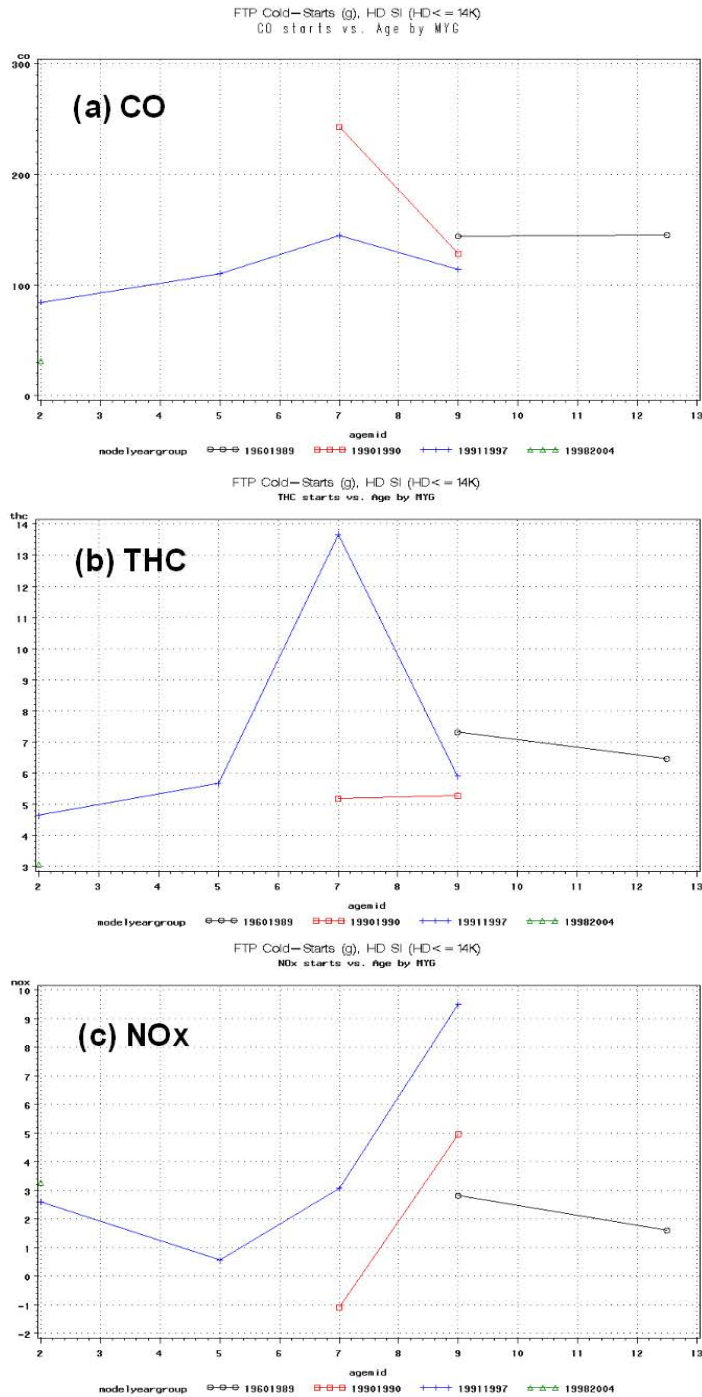 FTP Cold-Starts (g), HD SI (HD<= 14K)
CO starts vs. Age by MYG
co
300
(a) CO
200
100
0
2 3 4 5 6 7 8 9 10 11 12 13
agemid
modelyeargroup 19601989 19901990 19911997 19982004
FTP Cold-Starts (g), HD SI (HD<= 14K)
THC starts vs. Age by MYG
thc
14
(b) THC
13
12
11
10
9
8
7
6
5
4
3
2 3 4 5 6 7 8 9 10 11 12 13
agemid
modelyeargroup 19601989 19901990 19911997 19982004
FTP Cold-Starts (g), HD SI (HD<= 14K)
NOx starts vs. Age by MYG
nox
10
9
(c) NOx
8
7
6
5
4
3
2
1
0
-1
-2
2 3 4 5 6 7 8 9 10 11 12 13
agemid
modelyeargroup 19601989 19901990 19911997 19982004